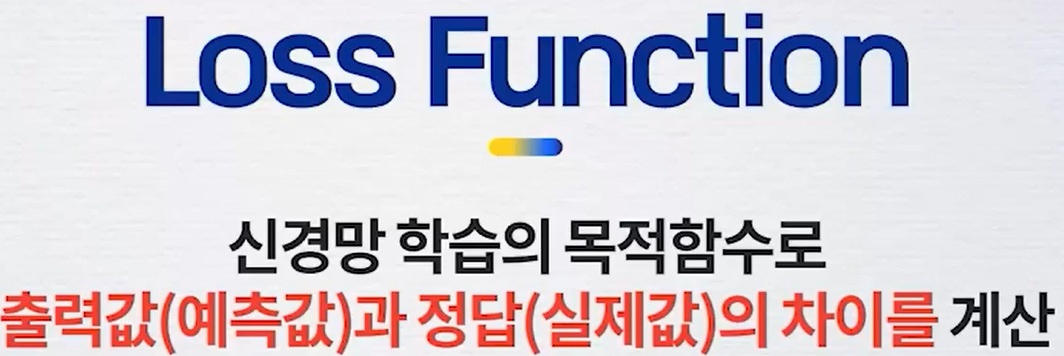 Loss Function
신경망 학습의 목적함수로
출력값(예측값)과 정답(실제값)의 차이를 계산